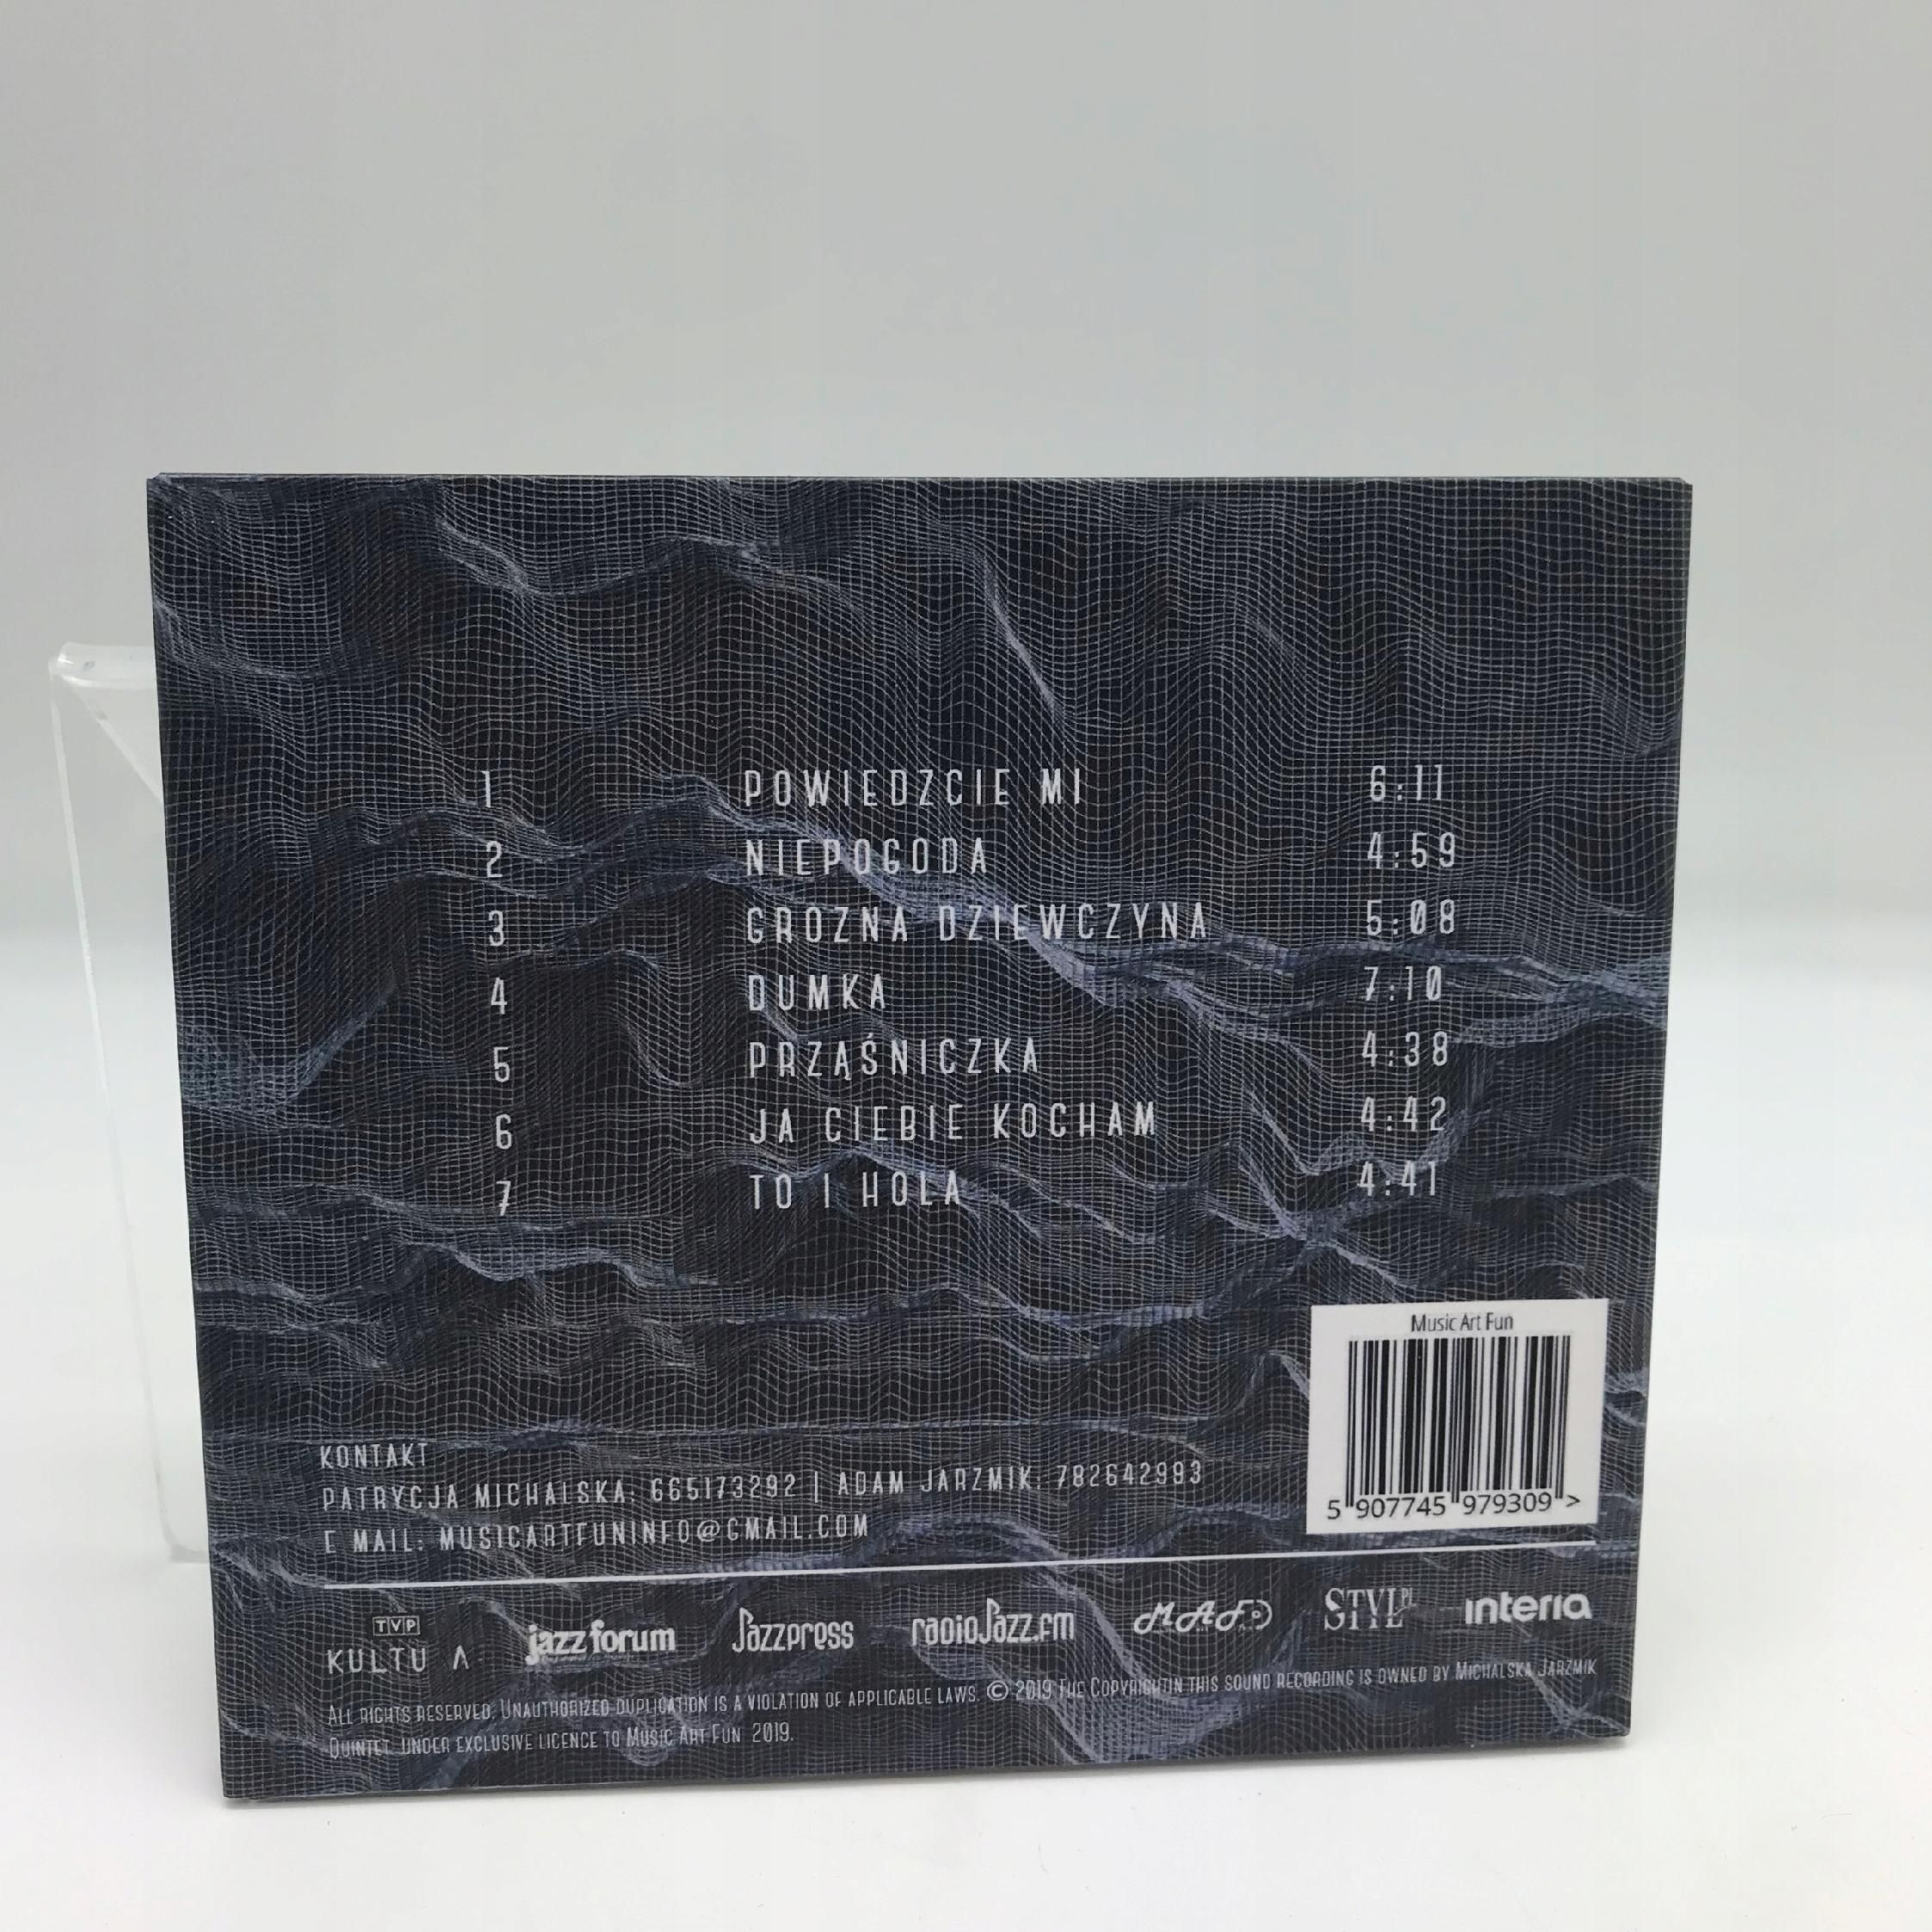 1 POWIEDZCIE MI 6:11
2 NIEPOGODA 4:59
3 GROZNA DZIEWCZYNA 5:08
4 DUMKA 7:10
5 PRZĄŚNICZKA 4:38
6 JA CIEBIE KOCHAM 4:42
7 TO I HOLA 4:41
Music Art Fun
5 907745 979309 >
KONTAKT
PATRYCJA MICHALSKA: 665173292 | ADAM JARZMIK: 782642993
E MAIL: MUSICARTFUNINFO@GMAIL.COM
TVP
KULTU A jazz forum Jazzpress radioJazz.fm MAF STYL.PL interia
ALL RIGHTS RESERVED. UNAUTHORIZED DUPLICATION IS A VIOLATION OF APPLICABLE LAWS. © 2019 THE COPYRIGHTIN THIS SOUND RECORDING IS OWNED BY MICHALSKA JARZMIK
QUINTET UNDER EXCLUSIVE LICENCE TO MUSIC ART FUN 2019.